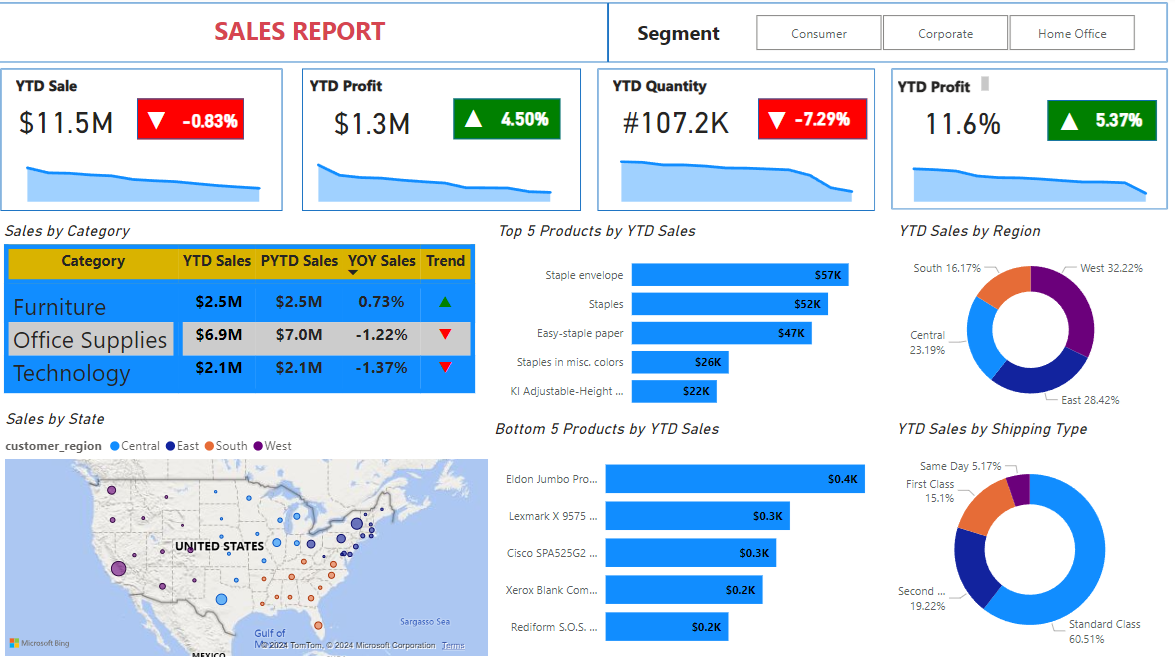 SALES REPORT
Segment
Consumer
Corporate
Home Office
YTD Sale
$11.5M
-0.83%
YTD Profit
$1.3M
4.50%
YTD Quantity
#107.2K
-7.29%
YTD Profit
11.6%
5.37%
Sales by Category
Category YTD Sales PYTD Sales YOY Sales Trend
Furniture $2.5M $2.5M 0.73%
Office Supplies $6.9M $7.0M -1.22%
Technology $2.1M $2.1M -1.37%
Sales by State
customer_region Central East South West
UNITED STATES
Sargasso Sea
Gulf of
MEXICO
Microsoft Bing
© 2024 TomTom, © 2024 Microsoft Corporation Terms
Top 5 Products by YTD Sales
Staple envelope $57K
Staples $52K
Easy-staple paper $47K
Staples in misc. colors $26K
KI Adjustable-Height ... $22K
Bottom 5 Products by YTD Sales
Eldon Jumbo Pro... $0.4K
Lexmark X 9575 ... $0.3K
Cisco SPA525G2 ... $0.3K
Xerox Blank Com... $0.2K
Rediform S.O.S. ... $0.2K
YTD Sales by Region
South 16.17%
West 32.22%
Central
23.19%
East 28.42%
YTD Sales by Shipping Type
Same Day 5.17%
First Class
15.1%
Second ...
19.22%
Standard Class
60.51%